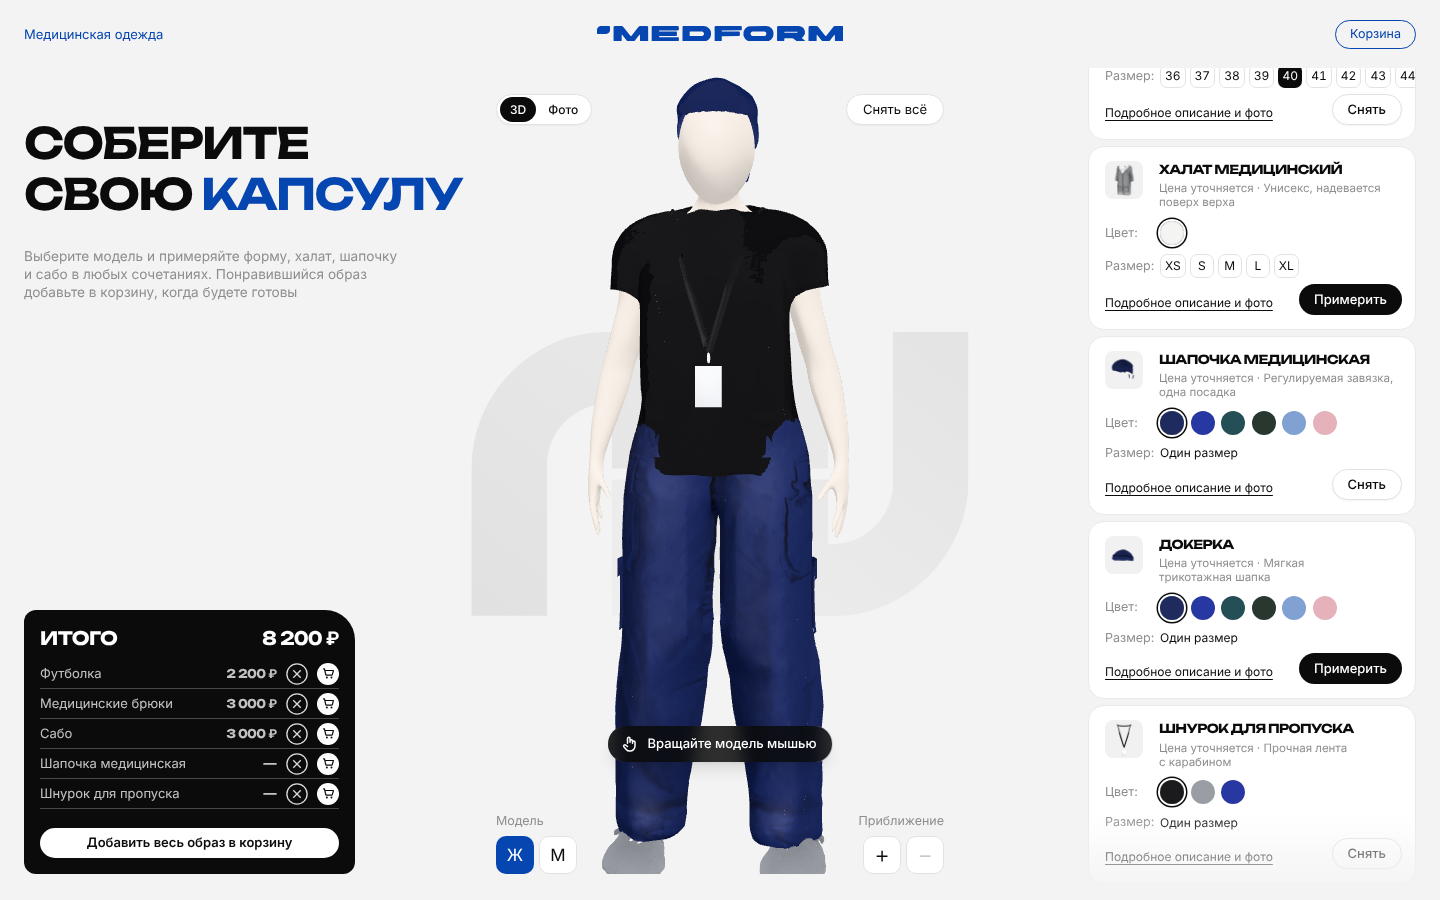 Медицинская одежда
MEDFORM
Корзина
СОБЕРИТЕ
СВОЮ КАПСУЛУ
Выберите модель и примеряйте форму, халат, шапочку
и сабо в любых сочетаниях. Понравившийся образ
добавьте в корзину, когда будете готовы
ИТОГО 8 200 ₽
Футболка 2 200 ₽
Медицинские брюки 3 000 ₽
Сабо 3 000 ₽
Шапочка медицинская —
Шнурок для пропуска —
Добавить весь образ в корзину
3D Фото
Снять всё
Вращайте модель мышью
Модель
Ж М
Приближение
+ −
Размер: 36 37 38 39 40 41 42 43 44
Подробное описание и фото
Снять
ХАЛАТ МЕДИЦИНСКИЙ
Цена уточняется · Унисекс, надевается
поверх верха
Цвет:
Размер: XS S M L XL
Подробное описание и фото
Примерить
ШАПОЧКА МЕДИЦИНСКАЯ
Цена уточняется · Регулируемая завязка,
одна посадка
Цвет:
Размер: Один размер
Подробное описание и фото
Снять
ДОКЕРКА
Цена уточняется · Мягкая
трикотажная шапка
Цвет:
Размер: Один размер
Подробное описание и фото
Примерить
ШНУРОК ДЛЯ ПРОПУСКА
Цена уточняется · Прочная лента
с карабином
Цвет:
Размер: Один размер
Подробное описание и фото
Снять